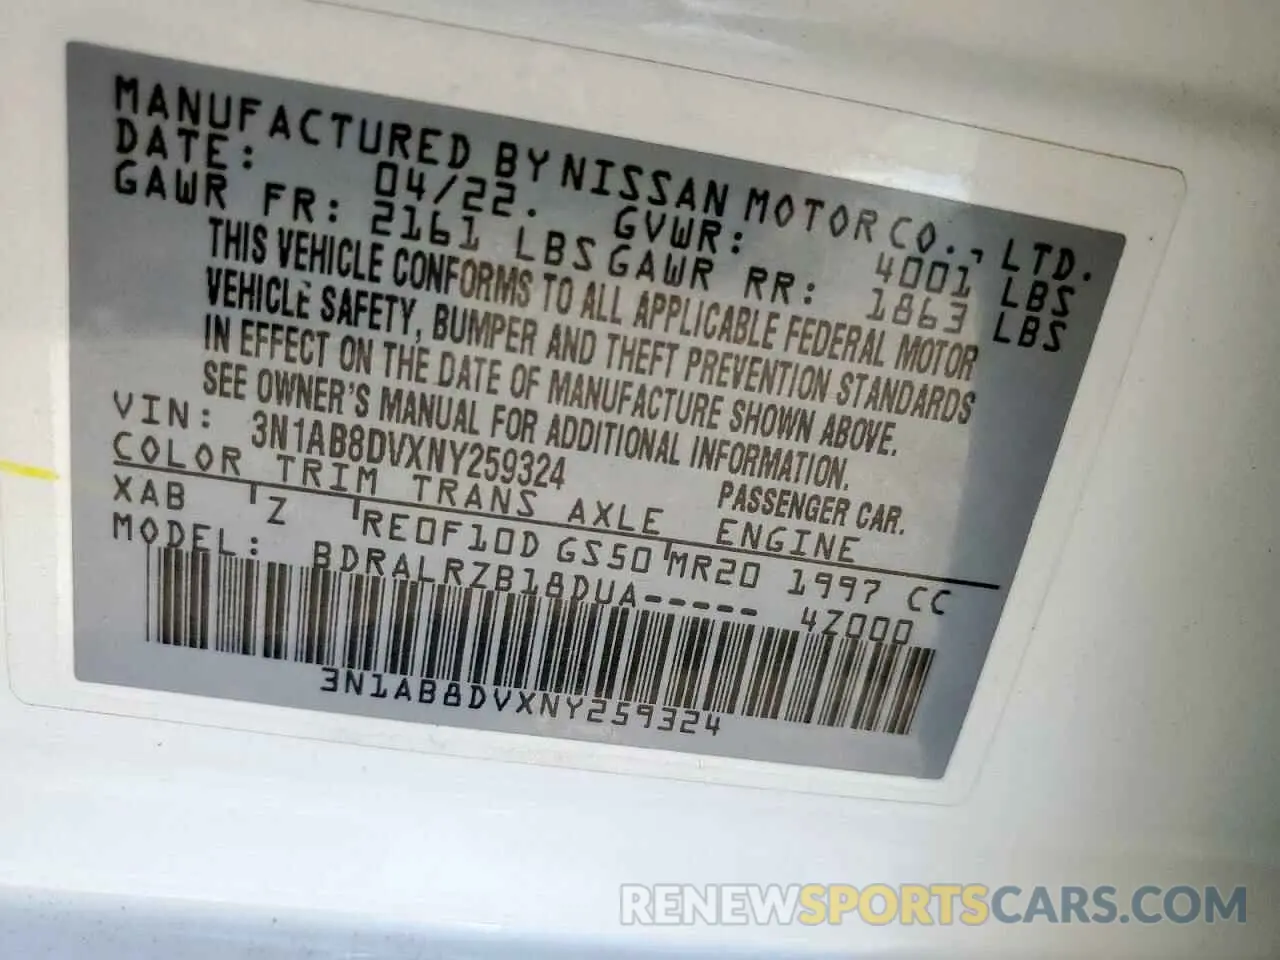 MANUFACTURED BY NISSAN MOTOR CO., LTD.
DATE: 04/22. GVWR: 4001 LBS
GAWR FR: 2161 LBS GAWR RR: 1863 LBS
THIS VEHICLE CONFORMS TO ALL APPLICABLE FEDERAL MOTOR
VEHICLE SAFETY, BUMPER AND THEFT PREVENTION STANDARDS
IN EFFECT ON THE DATE OF MANUFACTURE SHOWN ABOVE.
SEE OWNER'S MANUAL FOR ADDITIONAL INFORMATION.
VIN: 3N1AB8DVXNY259324 PASSENGER CAR.
COLOR TRIM TRANS AXLE ENGINE
XAB Z RE0F10D GS50 MR20 1997 CC
MODEL: BDRALRZB18DUA----- 4Z000
3N1AB8DVXNY259324
RENEWSPORTSCARS.COM